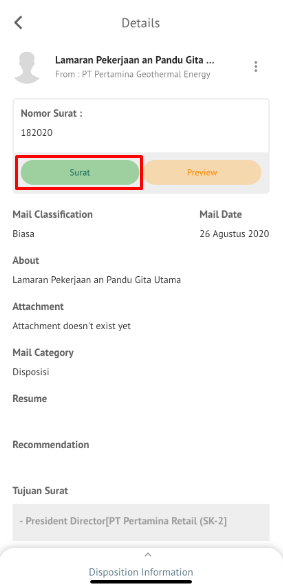 Details
Lamaran Pekerjaan an Pandu Gita ...
From : PT Pertamina Geothermal Energy
Nomor Surat :
182020
Surat
Preview
Mail Classification
Mail Date
Biasa
26 Agustus 2020
About
Lamaran Pekerjaan an Pandu Gita Utama
Attachment
Attachment doesn't exist yet
Mail Category
Disposisi
Resume
Recommendation
Tujuan Surat
- President Director[PT Pertamina Retail (SK-2]
Disposition Information